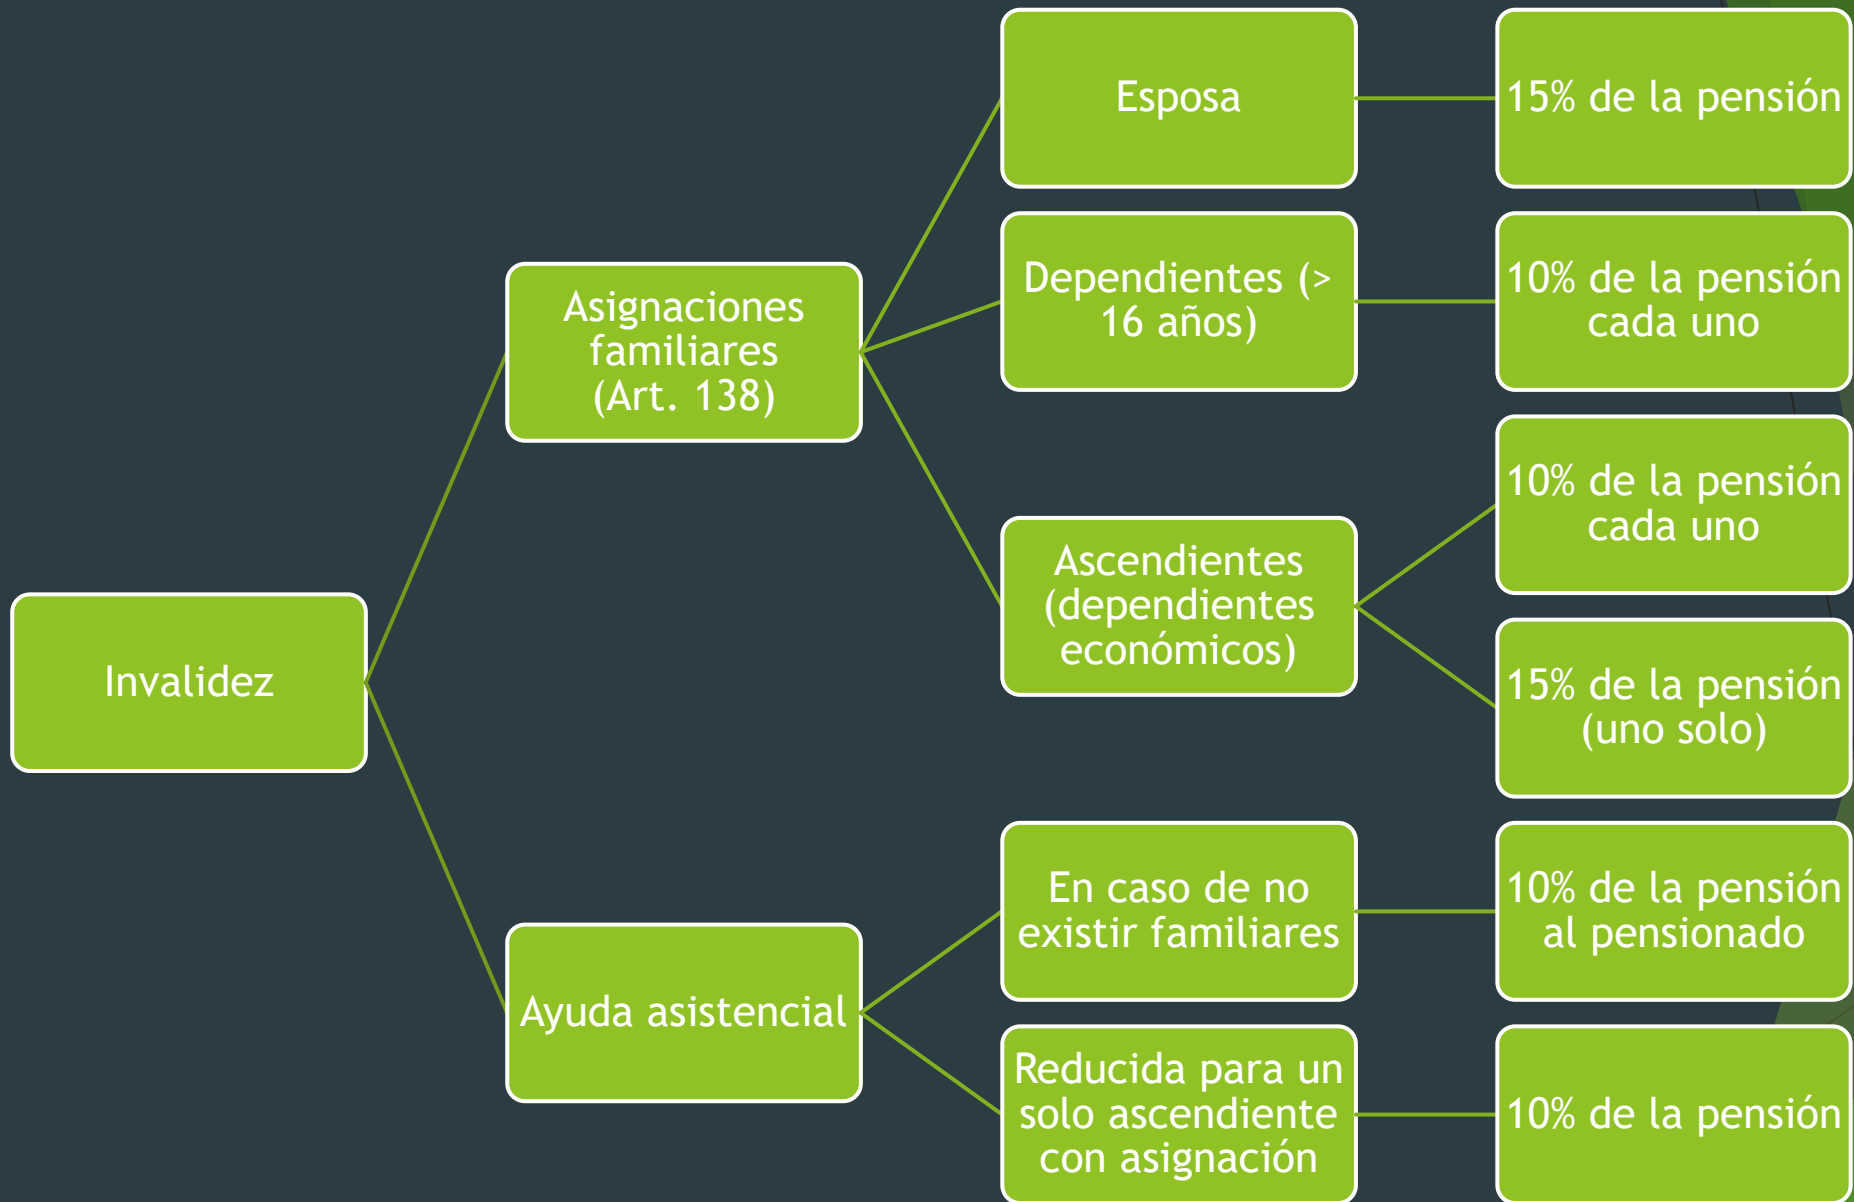 Invalidez
Asignaciones
familiares
(Art. 138)
Esposa
15% de la pensión
Dependientes (>
16 años)
10% de la pensión
cada uno
Ascendientes
(dependientes
económicos)
10% de la pensión
cada uno
15% de la pensión
(uno solo)
Ayuda asistencial
En caso de no
existir familiares
10% de la pensión
al pensionado
Reducida para un
solo ascendiente
con asignación
10% de la pensión